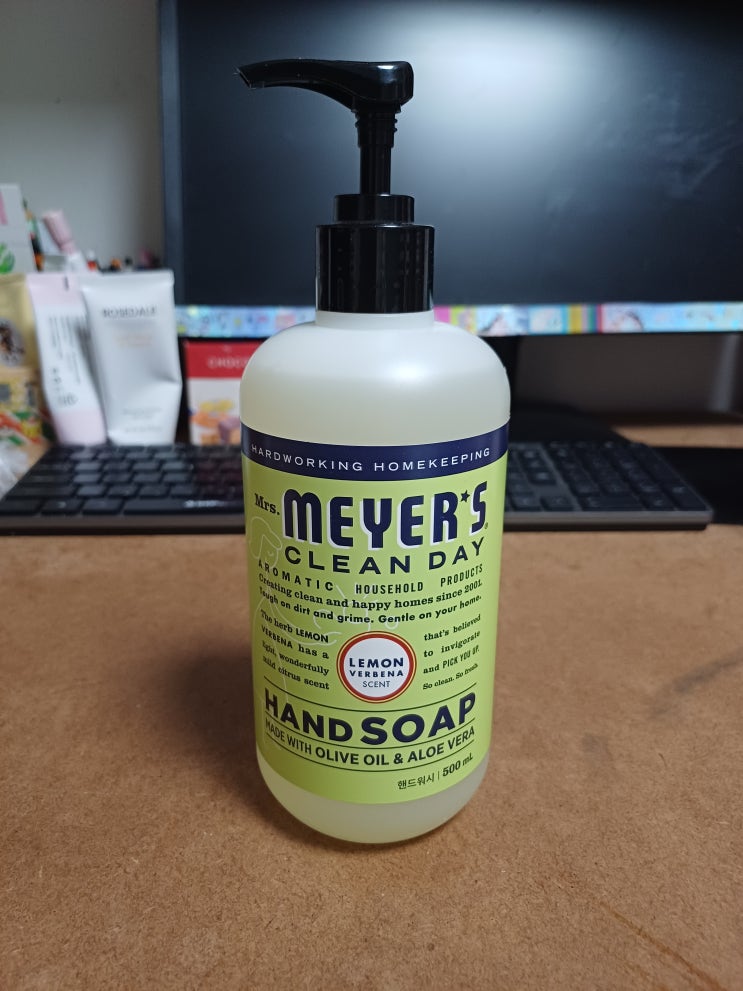 ROSEDALE
CHOCO
HARDWORKING HOMEKEEPING
Mrs. MEYER'S
CLEAN DAY
AROMATIC HOUSEHOLD PRODUCTS
Creating clean and happy homes since 2001.
Tough on dirt and grime. Gentle on your home.
The herb LEMON
VERBENA has a
light, wonderfully
mild citrus scent
LEMON
VERBENA
SCENT
that's believed
to invigorate
and PICK YOU UP.
So clean. So fresh.
HAND SOAP
MADE WITH OLIVE OIL & ALOE VERA
핸드워시 | 500 mL